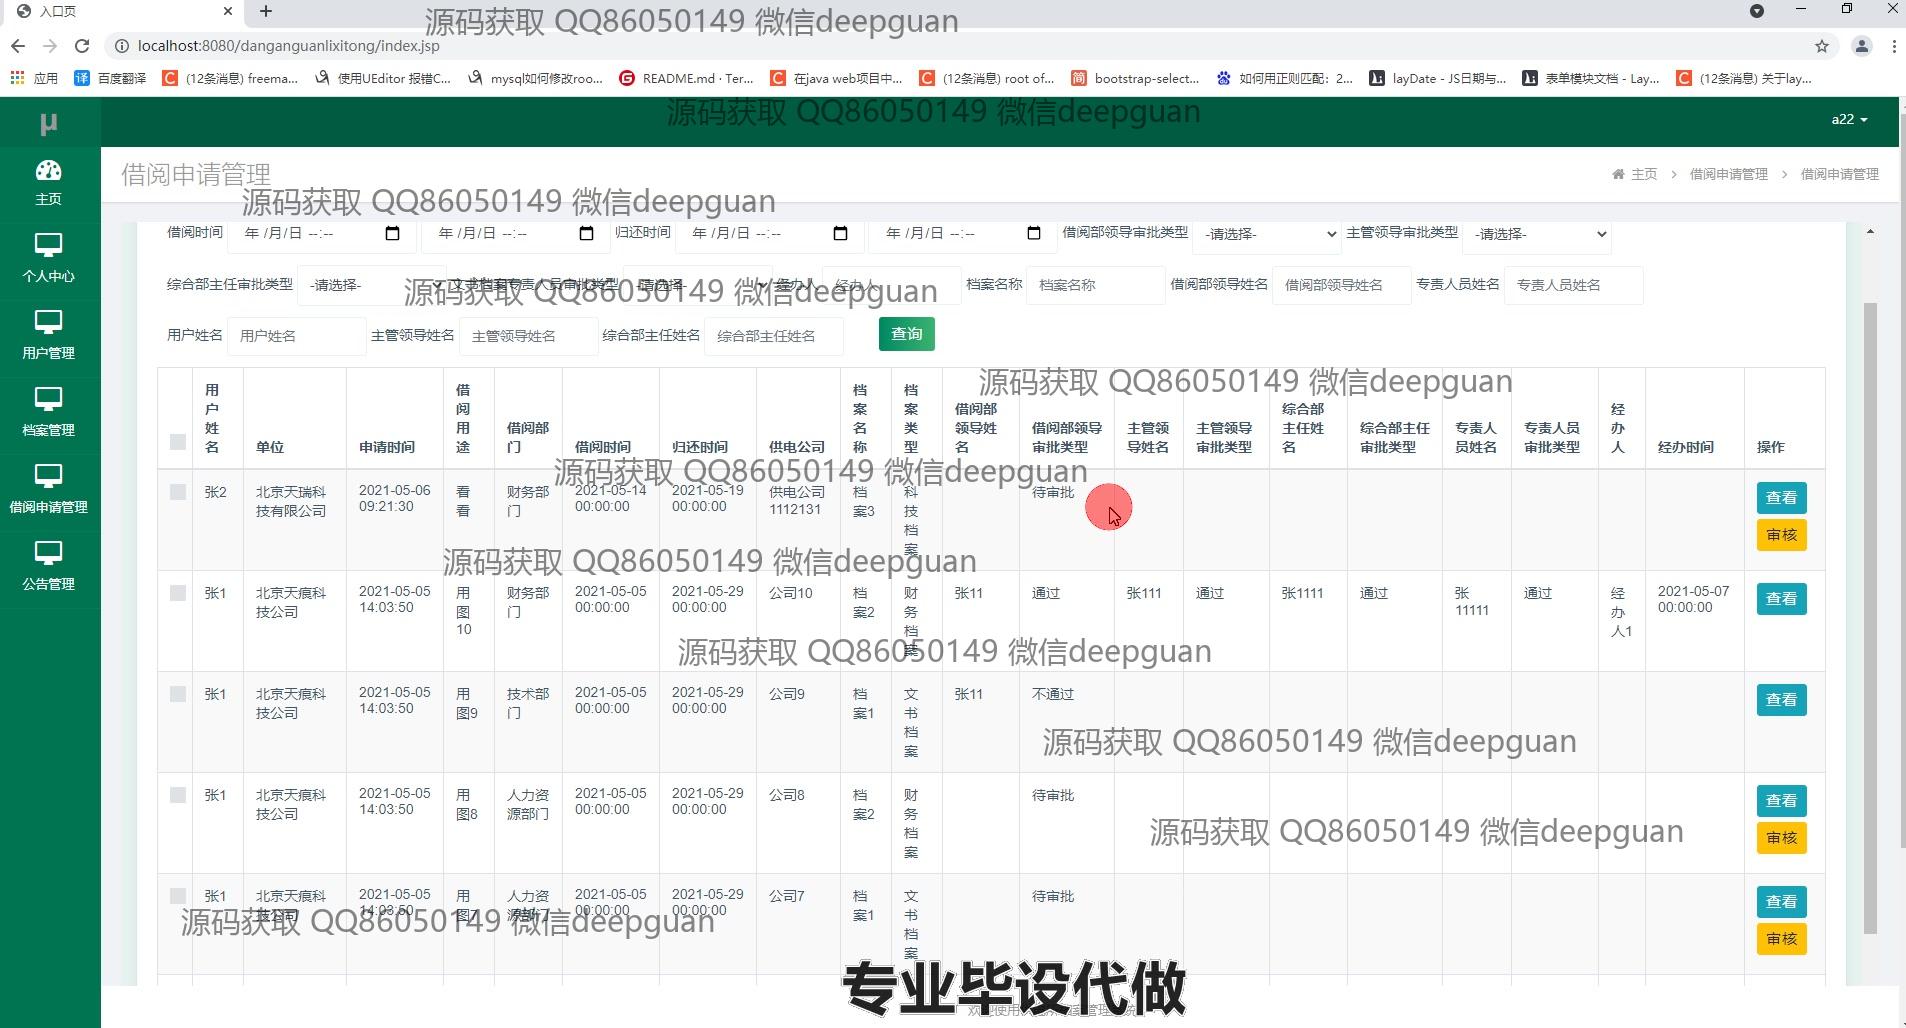 入口页
源码获取 QQ86050149 微信deepguan
localhost:8080/danganguanlixitong/index.jsp
应用 百度翻译 (12条消息) freema... 使用UEditor 报错C... mysql如何修改roo... README.md · Ter... 在java web项目中... (12条消息) root of... bootstrap-select... 如何用正则匹配：2... layDate - JS日期与... 表单模块文档 - Lay... (12条消息) 关于lay...
源码获取 QQ86050149 微信deepguan
μ
a22
主页
个人中心
用户管理
档案管理
借阅申请管理
公告管理
借阅申请管理
主页 > 借阅申请管理 > 借阅申请管理
源码获取 QQ86050149 微信deepguan
借阅时间 年 /月/日 --:-- 年 /月/日 --:-- 归还时间 年 /月/日 --:-- 年 /月/日 --:-- 借阅部领导审批类型 -请选择- 主管领导审批类型 -请选择-
综合部主任审批类型 -请选择- 文书档案专责人员审批类型 -请选择- 经办人 经办人 档案名称 档案名称 借阅部领导姓名 借阅部领导姓名 专责人员姓名 专责人员姓名
源码获取 QQ86050149 微信deepguan
用户姓名 用户姓名 主管领导姓名 主管领导姓名 综合部主任姓名 综合部主任姓名 查询
源码获取 QQ86050149 微信deepguan
用户姓名 单位 申请时间 借阅用途 借阅部门 借阅时间 归还时间 供电公司 档案名称 档案类型 借阅部领导姓名 借阅部领导审批类型 主管领导姓名 主管领导审批类型 综合部主任姓名 综合部主任审批类型 专责人员姓名 专责人员审批类型 经办人 经办时间 操作
源码获取 QQ86050149 微信deepguan
张2 北京天瑞科技有限公司 2021-05-06 09:21:30 看看 财务部门 2021-05-14 00:00:00 2021-05-19 00:00:00 供电公司1112131 档案3 科技档案 待审批 查看 审核
源码获取 QQ86050149 微信deepguan
张1 北京天痕科技公司 2021-05-05 14:03:50 用图10 财务部门 2021-05-05 00:00:00 2021-05-29 00:00:00 公司10 档案2 财务档案 张11 通过 张111 通过 张1111 通过 张11111 通过 经办人1 2021-05-07 00:00:00 查看
源码获取 QQ86050149 微信deepguan
张1 北京天痕科技公司 2021-05-05 14:03:50 用图9 技术部门 2021-05-05 00:00:00 2021-05-29 00:00:00 公司9 档案1 文书档案 张11 不通过 查看
源码获取 QQ86050149 微信deepguan
张1 北京天痕科技公司 2021-05-05 14:03:50 用图8 人力资源部门 2021-05-05 00:00:00 2021-05-29 00:00:00 公司8 档案2 财务档案 待审批 查看 审核
源码获取 QQ86050149 微信deepguan
张1 北京天痕科技公司 2021-05-05 14:03:50 用图7 人力资源部门 2021-05-05 00:00:00 2021-05-29 00:00:00 公司7 档案1 文书档案 待审批 查看 审核
源码获取 QQ86050149 微信deepguan
专业毕设代做